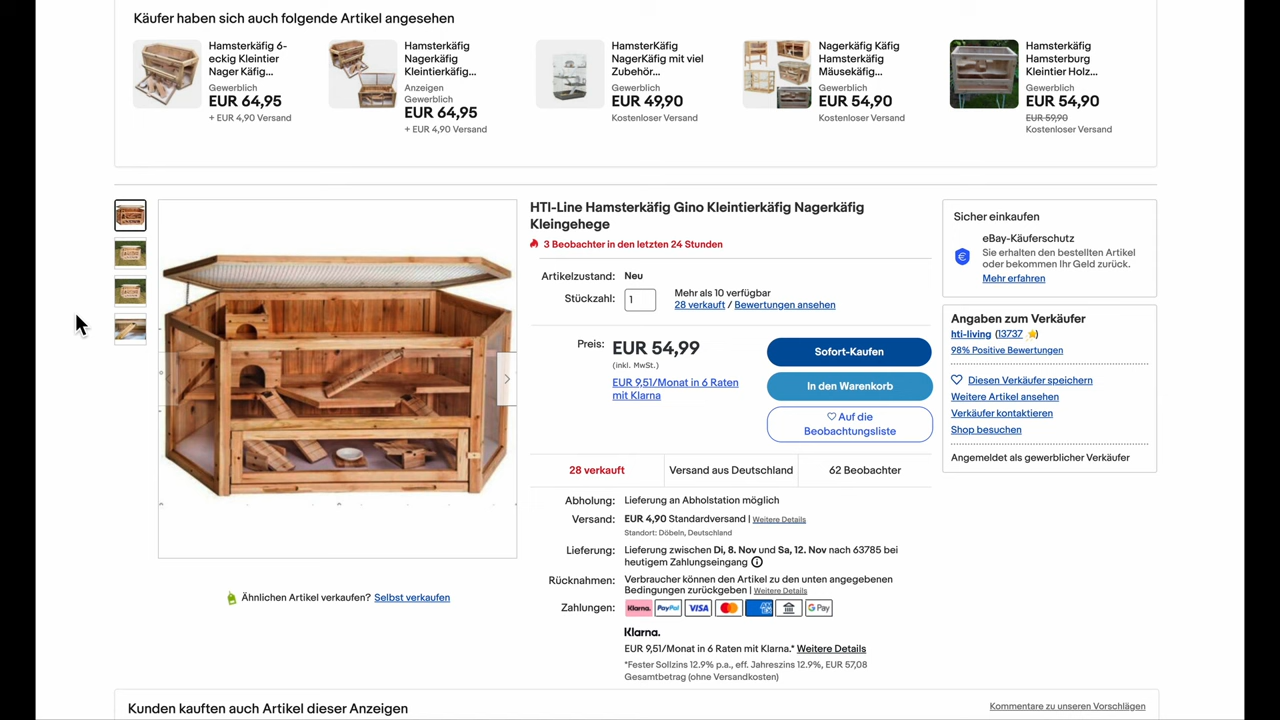 Käufer haben sich auch folgende Artikel angesehen
Hamsterkäfig 6-
eckig Kleintier
Nager Käfig...
Gewerblich
EUR 64,95
+ EUR 4,90 Versand
Hamsterkäfig
Nagerkäfig
Kleintierkäfig...
Anzeigen
Gewerblich
EUR 64,95
+ EUR 4,90 Versand
HamsterKäfig
NagerKäfig mit viel
Zubehör...
Gewerblich
EUR 49,90
Kostenloser Versand
Nagerkäfig Käfig
Hamsterkäfig
Mäusekäfig...
Gewerblich
EUR 54,90
Kostenloser Versand
Hamsterkäfig
Hamsterburg
Kleintier Holz...
Gewerblich
EUR 54,90
EUR 59,90
Kostenloser Versand
HTI-Line Hamsterkäfig Gino Kleintierkäfig Nagerkäfig
Kleingehege
3 Beobachter in den letzten 24 Stunden
Artikelzustand: Neu
Stückzahl: 1
Mehr als 10 verfügbar
28 verkauft / Bewertungen ansehen
Preis: EUR 54,99
(inkl. MwSt.)
EUR 9,51/Monat in 6 Raten
mit Klarna
Sofort-Kaufen
In den Warenkorb
Auf die
Beobachtungsliste
28 verkauft
Versand aus Deutschland
62 Beobachter
Abholung: Lieferung an Abholstation möglich
Versand: EUR 4,90 Standardversand | Weitere Details
Standort: Döbeln, Deutschland
Lieferung: Lieferung zwischen Di, 8. Nov und Sa, 12. Nov nach 63785 bei
heutigem Zahlungseingang
Rücknahmen: Verbraucher können den Artikel zu den unten angegebenen
Bedingungen zurückgeben | Weitere Details
Zahlungen: Klarna. PayPal VISA G Pay
Klarna.
EUR 9,51/Monat in 6 Raten mit Klarna.* Weitere Details
*Fester Sollzins 12.9% p.a., eff. Jahreszins 12.9%, EUR 57,08
Gesamtbetrag (ohne Versandkosten)
Sicher einkaufen
eBay-Käuferschutz
Sie erhalten den bestellten Artikel
oder bekommen Ihr Geld zurück.
Mehr erfahren
Angaben zum Verkäufer
hti-living (13737)
98% Positive Bewertungen
Diesen Verkäufer speichern
Weitere Artikel ansehen
Verkäufer kontaktieren
Shop besuchen
Angemeldet als gewerblicher Verkäufer
Ähnlichen Artikel verkaufen? Selbst verkaufen
Kunden kauften auch Artikel dieser Anzeigen
Kommentare zu unseren Vorschlägen